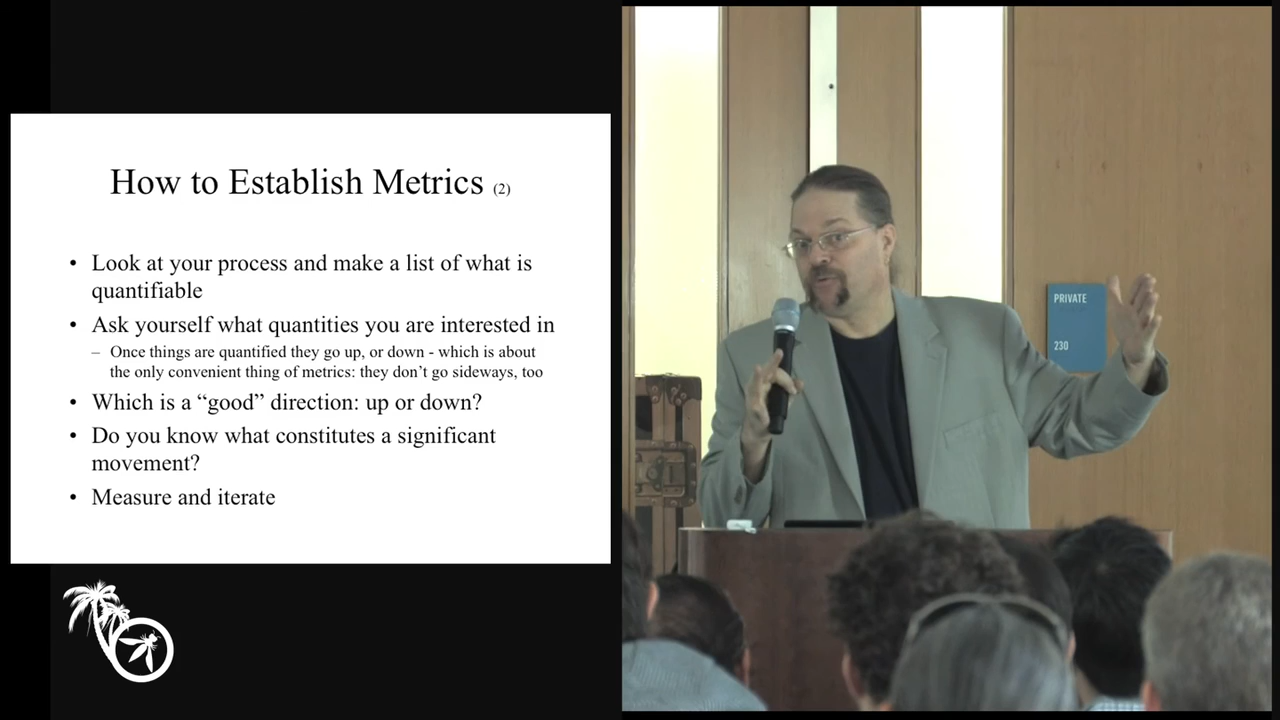 How to Establish Metrics (2)
• Look at your process and make a list of what is
quantifiable
• Ask yourself what quantities you are interested in
– Once things are quantified they go up, or down - which is about
the only convenient thing of metrics: they don’t go sideways, too
• Which is a “good” direction: up or down?
• Do you know what constitutes a significant
movement?
• Measure and iterate
PRIVATE
230